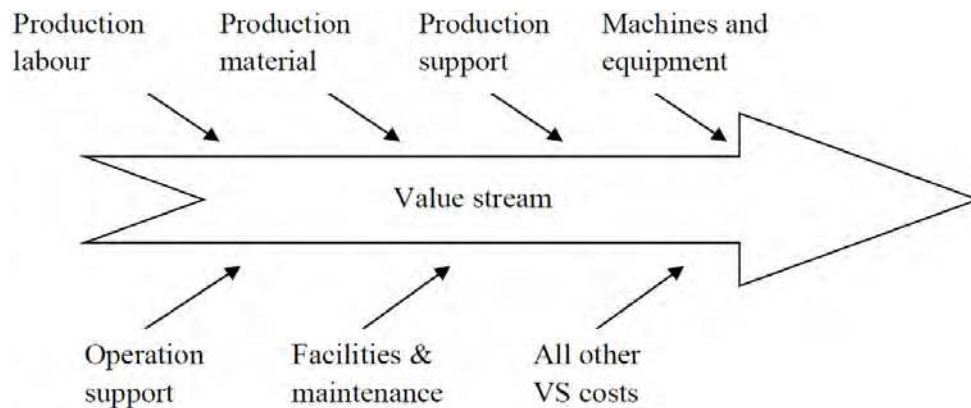 Production
labour
Production
material
Production
support
Machines and
equipment
Value stream
Operation
support
Facilities &
maintenance
All other
VS costs